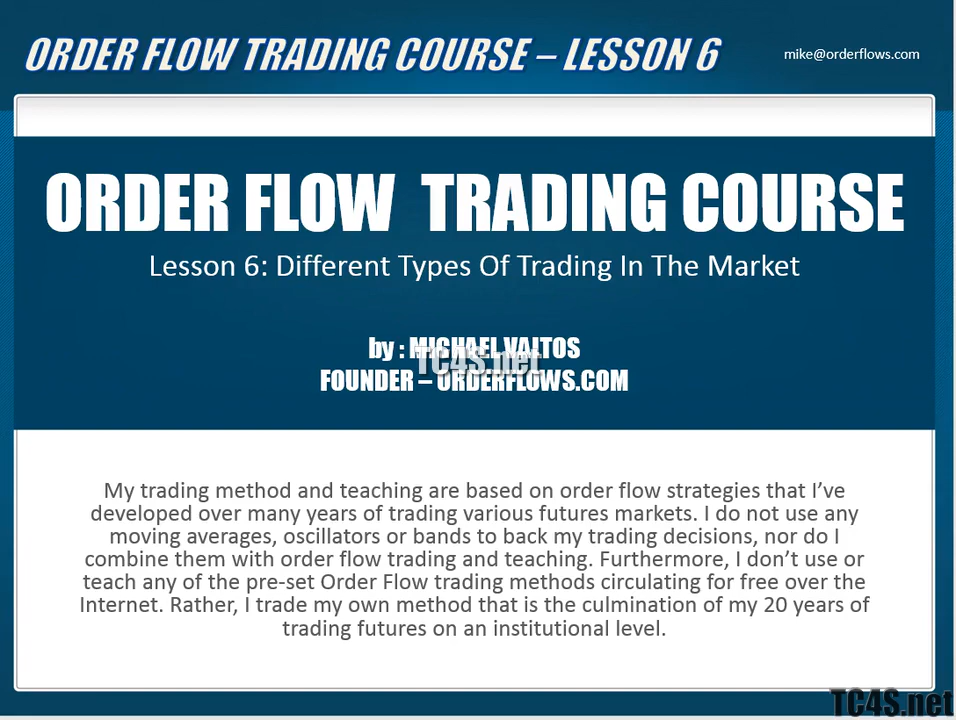 ORDER FLOW TRADING COURSE – LESSON 6
mike@orderflows.com
ORDER FLOW TRADING COURSE
Lesson 6: Different Types Of Trading In The Market
by : MICHAEL VALTOS
TC4S.net
FOUNDER – ORDERFLOWS.COM
My trading method and teaching are based on order flow strategies that I've
developed over many years of trading various futures markets. I do not use any
moving averages, oscillators or bands to back my trading decisions, nor do I
combine them with order flow trading and teaching. Furthermore, I don't use or
teach any of the pre-set Order Flow trading methods circulating for free over the
Internet. Rather, I trade my own method that is the culmination of my 20 years of
trading futures on an institutional level.
TC4S.net